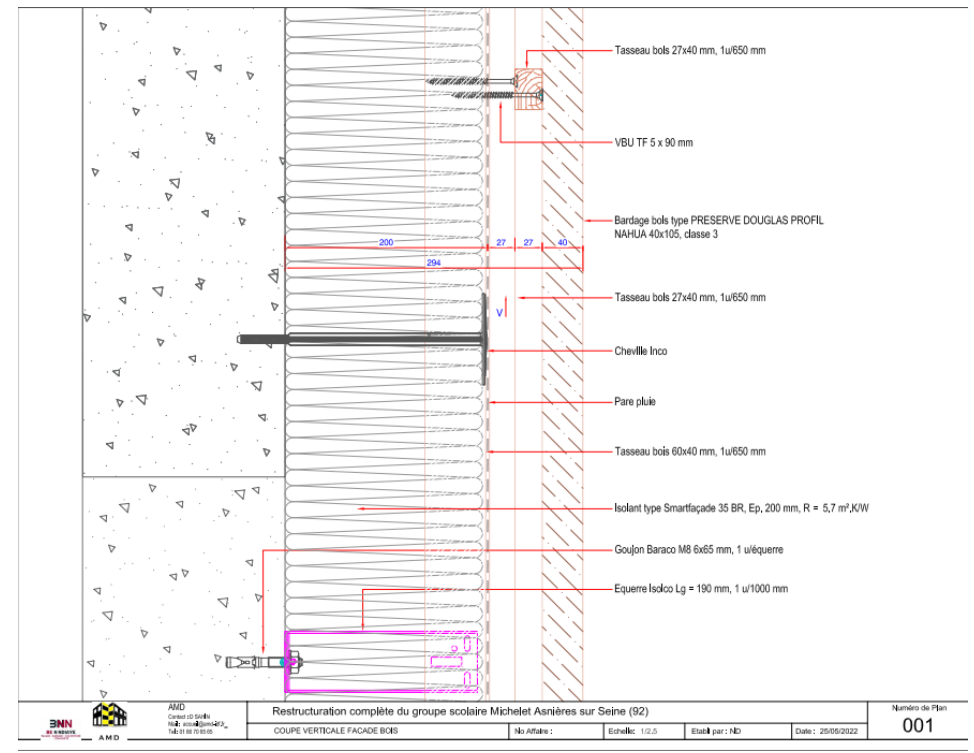 Tasseau bois 27x40 mm, 1u/650 mm
VBU TF 5 x 90 mm
Bardage bois type PRESERVE DOUGLAS PROFIL
NAHUA 40x105, classe 3
200
27
27
40
294
Tasseau bois 27x40 mm, 1u/650 mm
V
Cheville Inco
Pare pluie
Tasseau bois 60x40 mm, 1u/650 mm
Isolant type Smartfaçade 35 BR, Ep, 200 mm, R = 5,7 m².K/W
Goujon Baraco M8 6x65 mm, 1 u/équerre
Equerre Isolco Lg = 190 mm, 1 u/1000 mm
BNN
AMD
AMD
Restructuration complète du groupe scolaire Michelet Asnières sur Seine (92)
COUPE VERTICALE FACADE BOIS
No Affaire :
Echelle: 1/2,5
Etabli par : ND
Date : 25/05/2022
Numéro de Plan
001